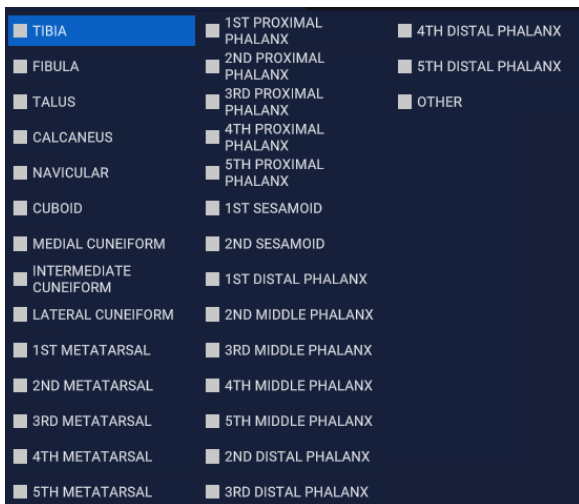 TIBIA
FIBULA
TALUS
CALCANEUS
NAVICULAR
CUBOID
MEDIAL CUNEIFORM
INTERMEDIATE
CUNEIFORM
LATERAL CUNEIFORM
1ST METATARSAL
2ND METATARSAL
3RD METATARSAL
4TH METATARSAL
5TH METATARSAL
1ST PROXIMAL
PHALANX
2ND PROXIMAL
PHALANX
3RD PROXIMAL
PHALANX
4TH PROXIMAL
PHALANX
5TH PROXIMAL
PHALANX
1ST SESAMOID
2ND SESAMOID
1ST DISTAL PHALANX
2ND MIDDLE PHALANX
3RD MIDDLE PHALANX
4TH MIDDLE PHALANX
5TH MIDDLE PHALANX
2ND DISTAL PHALANX
3RD DISTAL PHALANX
4TH DISTAL PHALANX
5TH DISTAL PHALANX
OTHER